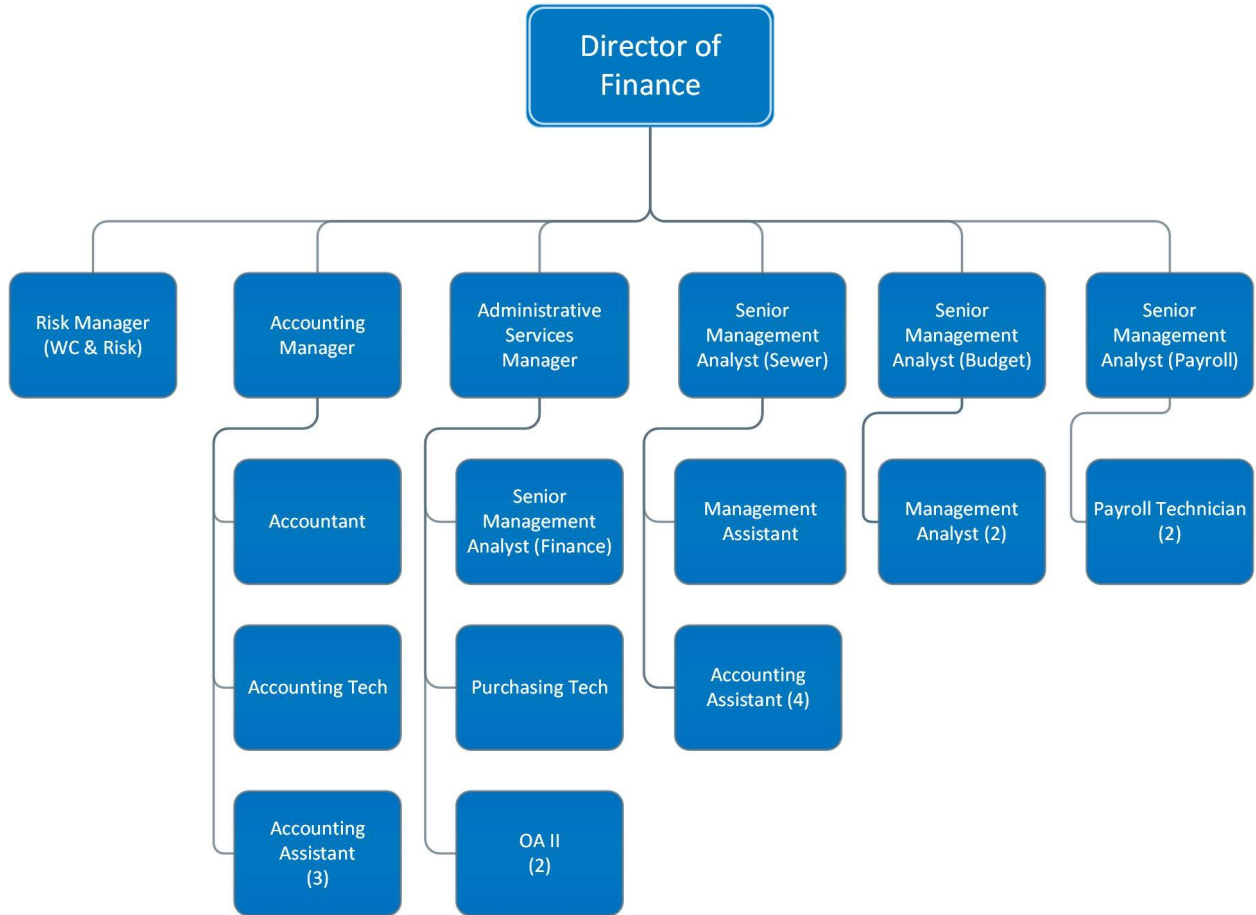 Director of
Finance
Risk Manager
(WC & Risk)
Accounting
Manager
Administrative
Services
Manager
Senior
Management
Analyst (Sewer)
Senior
Management
Analyst (Budget)
Senior
Management
Analyst (Payroll)
Accountant
Senior
Management
Analyst (Finance)
Management
Assistant
Management
Analyst (2)
Payroll Technician
(2)
Accounting Tech
Purchasing Tech
Accounting
Assistant (4)
Accounting
Assistant
(3)
OA II
(2)